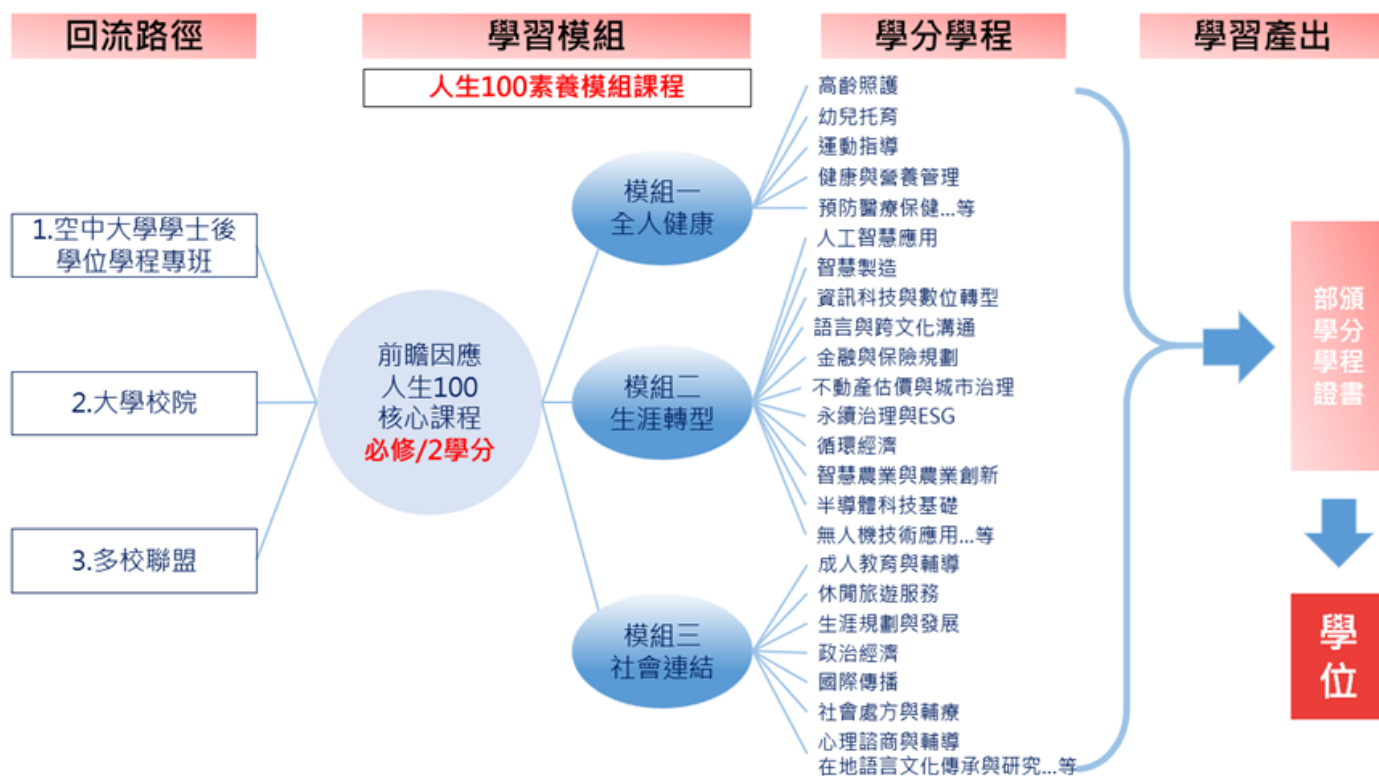 回流路徑
學習模組
學分學程
學習產出
人生100素養模組課程
1.空中大學學士後
學位學程專班
2.大學校院
3.多校聯盟
前瞻因應
人生100
核心課程
必修/2學分
模組一
全人健康
模組二
生涯轉型
模組三
社會連結
高齡照護
幼兒托育
運動指導
健康與營養管理
預防醫療保健...等
人工智慧應用
智慧製造
資訊科技與數位轉型
語言與跨文化溝通
金融與保險規劃
不動產估價與城市治理
永續治理與ESG
循環經濟
智慧農業與農業創新
半導體科技基礎
無人機技術應用...等
成人教育與輔導
休閒旅遊服務
生涯規劃與發展
政治經濟
國際傳播
社會處方與輔療
心理諮商與輔導
在地語言文化傳承與研究...等
部頒
學分
學程
證書
學
位